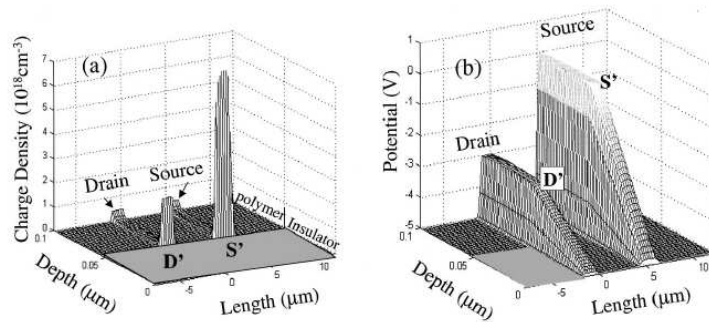 (a)
Charge Density (10¹⁸cm⁻³)
7
6
5
4
3
2
1
0
0.1
0.05
0
Depth (μm)
-5
0
5
10
Length (μm)
Drain
Source
D'
S'
polymer Insulator
(b)
Potential (V)
1
0
-1
-2
-3
-4
-5
0.1
0.05
0
Depth (μm)
-5
0
5
10
Length (μm)
Source
S'
Drain
D'